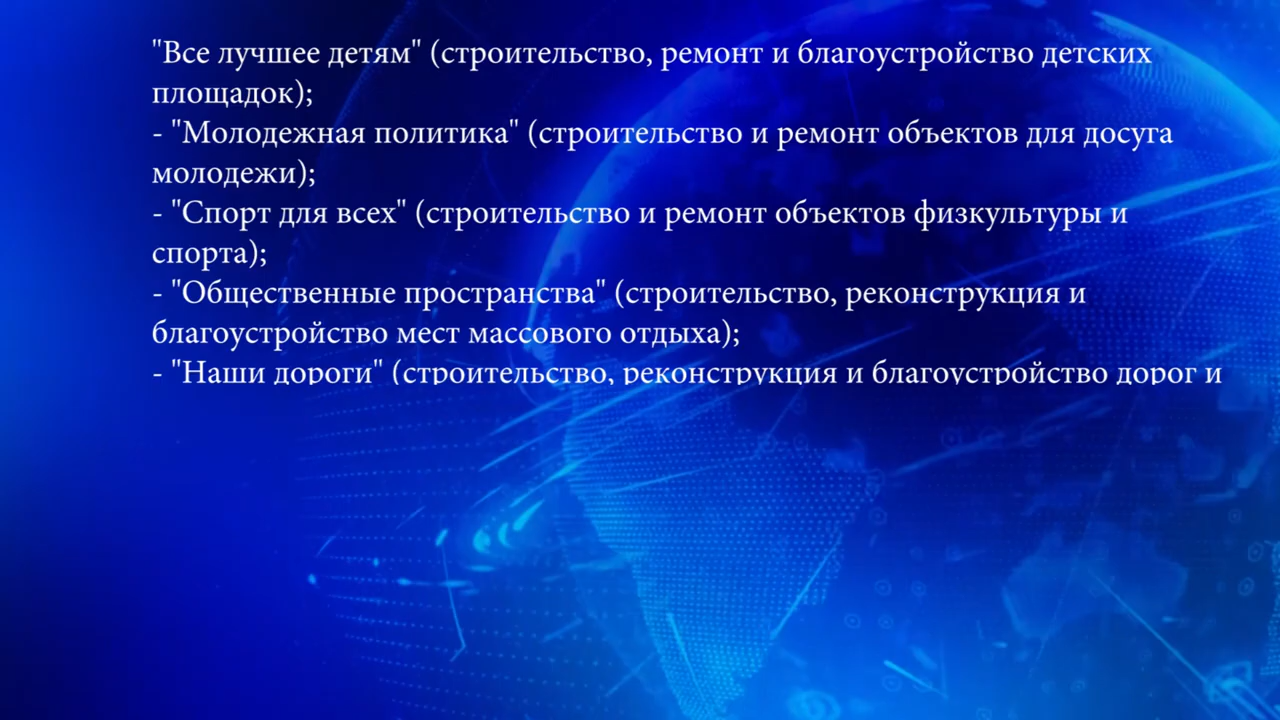 "Все лучшее детям" (строительство, ремонт и благоустройство детских
площадок);
- "Молодежная политика" (строительство и ремонт объектов для досуга
молодежи);
- "Спорт для всех" (строительство и ремонт объектов физкультуры и
спорта);
- "Общественные пространства" (строительство, реконструкция и
благоустройство мест массового отдыха);
- "Наши дороги" (строительство, реконструкция и благоустройство дорог и